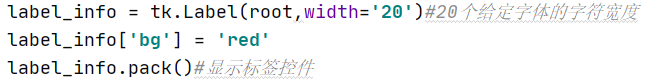 label_info = tk.Label(root,width='20')#20个给定字体的字符宽度
label_info['bg'] = 'red'
label_info.pack()#显示标签控件